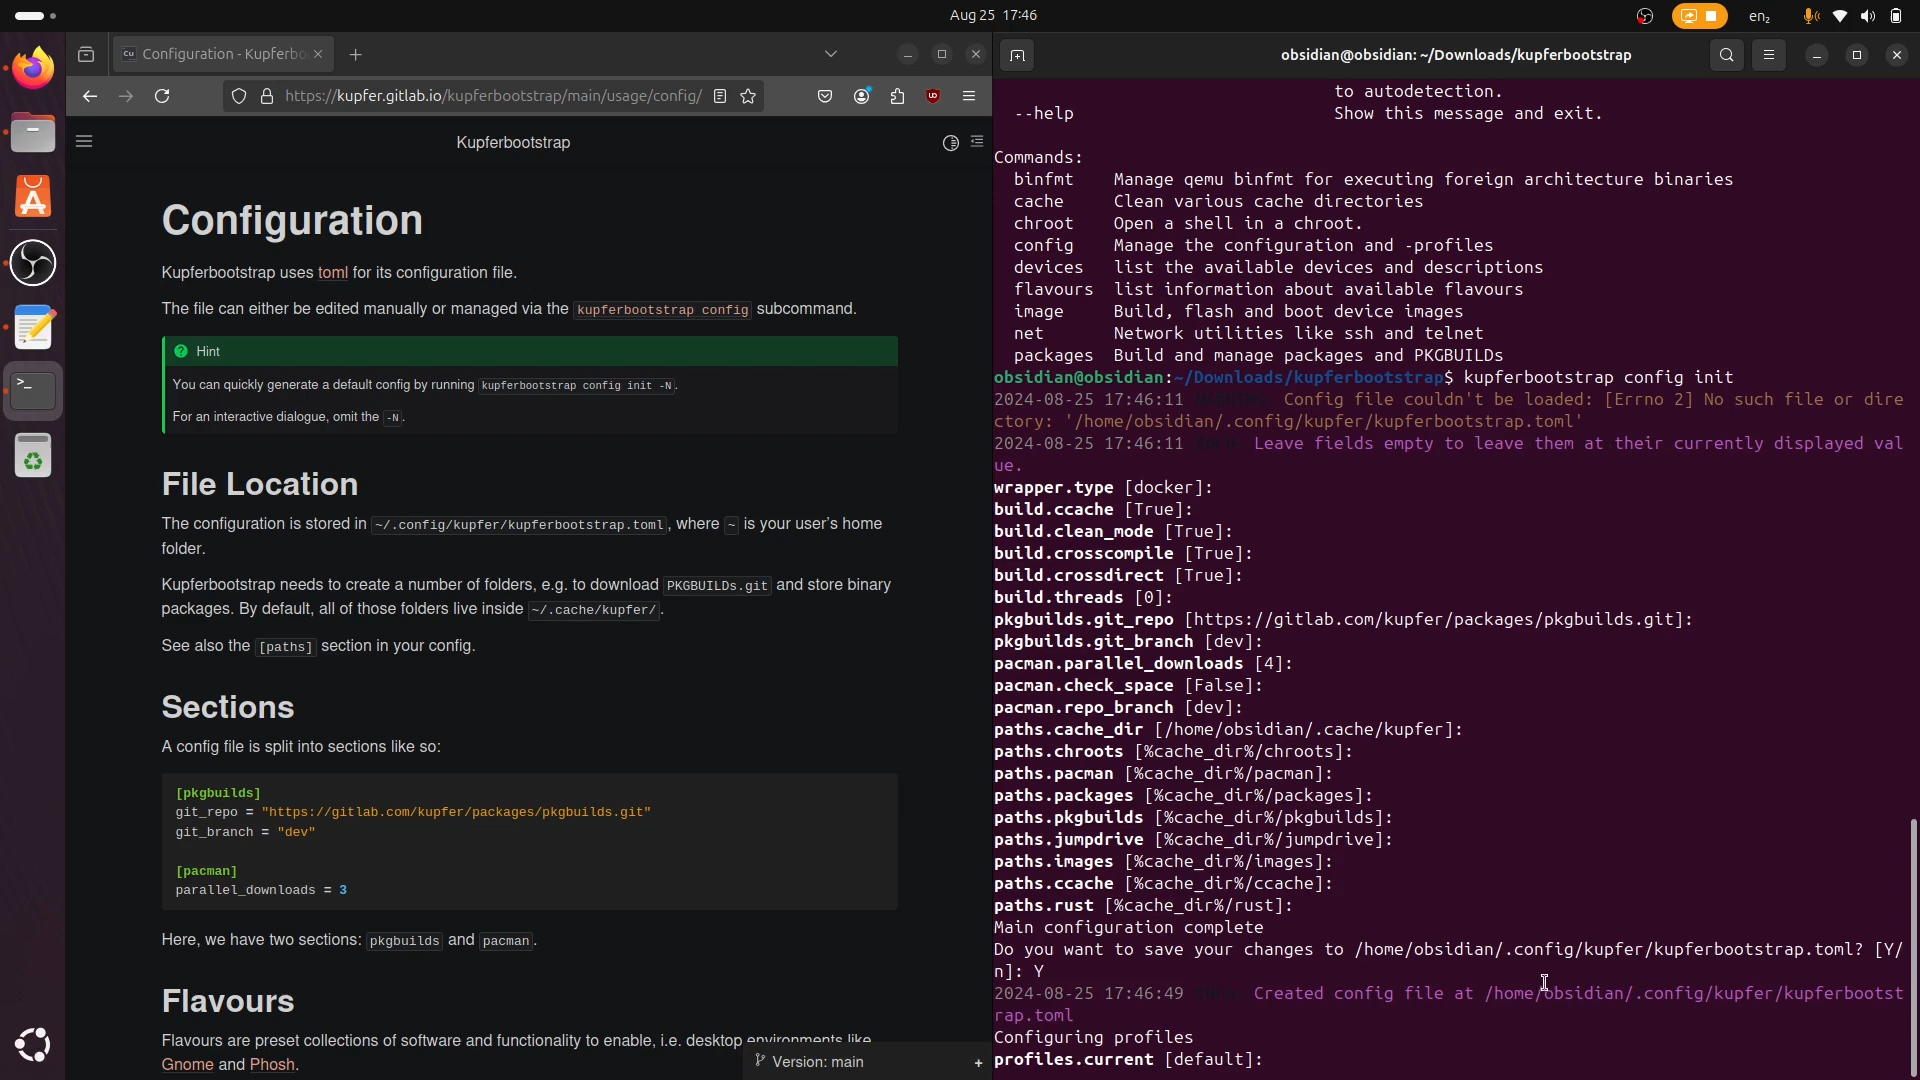 Aug 25 17:46
en₂
Configuration - Kupferbo
https://kupfer.gitlab.io/kupferbootstrap/main/usage/config/
Kupferbootstrap
Configuration
Kupferbootstrap uses toml for its configuration file.
The file can either be edited manually or managed via the kupferbootstrap config subcommand.
Hint
You can quickly generate a default config by running kupferbootstrap config init -N.
For an interactive dialogue, omit the -N.
File Location
The configuration is stored in ~/.config/kupfer/kupferbootstrap.toml, where ~ is your user's home
folder.
Kupferbootstrap needs to create a number of folders, e.g. to download PKGBUILDs.git and store binary
packages. By default, all of those folders live inside ~/.cache/kupfer/.
See also the [paths] section in your config.
Sections
A config file is split into sections like so:
[pkgbuilds]
git_repo = "https://gitlab.com/kupfer/packages/pkgbuilds.git"
git_branch = "dev"
[pacman]
parallel_downloads = 3
Here, we have two sections: pkgbuilds and pacman.
Flavours
Flavours are preset collections of software and functionality to enable, i.e. desktop environments like
Gnome and Phosh.
Version: main +
obsidian@obsidian: ~/Downloads/kupferbootstrap
to autodetection.
--help Show this message and exit.
Commands:
binfmt Manage qemu binfmt for executing foreign architecture binaries
cache Clean various cache directories
chroot Open a shell in a chroot.
config Manage the configuration and -profiles
devices list the available devices and descriptions
flavours list information about available flavours
image Build, flash and boot device images
net Network utilities like ssh and telnet
packages Build and manage packages and PKGBUILDs
obsidian@obsidian:~/Downloads/kupferbootstrap$ kupferbootstrap config init
2024-08-25 17:46:11 Config file couldn't be loaded: [Errno 2] No such file or dire
ctory: '/home/obsidian/.config/kupfer/kupferbootstrap.toml'
2024-08-25 17:46:11 Leave fields empty to leave them at their currently displayed val
ue.
wrapper.type [docker]:
build.ccache [True]:
build.clean_mode [True]:
build.crosscompile [True]:
build.crossdirect [True]:
build.threads [0]:
pkgbuilds.git_repo [https://gitlab.com/kupfer/packages/pkgbuilds.git]:
pkgbuilds.git_branch [dev]:
pacman.parallel_downloads [4]:
pacman.check_space [False]:
pacman.repo_branch [dev]:
paths.cache_dir [/home/obsidian/.cache/kupfer]:
paths.chroots [%cache_dir%/chroots]:
paths.pacman [%cache_dir%/pacman]:
paths.packages [%cache_dir%/packages]:
paths.pkgbuilds [%cache_dir%/pkgbuilds]:
paths.jumpdrive [%cache_dir%/jumpdrive]:
paths.images [%cache_dir%/images]:
paths.ccache [%cache_dir%/ccache]:
paths.rust [%cache_dir%/rust]:
Main configuration complete
Do you want to save your changes to /home/obsidian/.config/kupfer/kupferbootstrap.toml? [Y/
n]: Y
2024-08-25 17:46:49 Created config file at /home/obsidian/.config/kupfer/kupferbootst
rap.toml
Configuring profiles
profiles.current [default]: